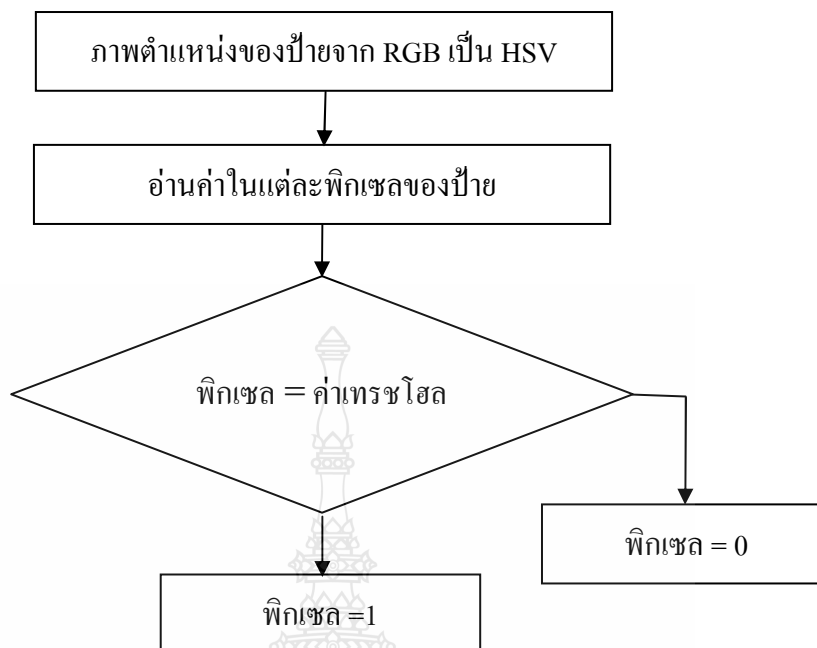 ภาพตำแหน่งของป้ายจาก RGB เป็น HSV
อ่านค่าในแต่ละพิกเซลของป้าย
พิกเซล = ค่าเทรชโฮล
พิกเซล = 0
พิกเซล =1